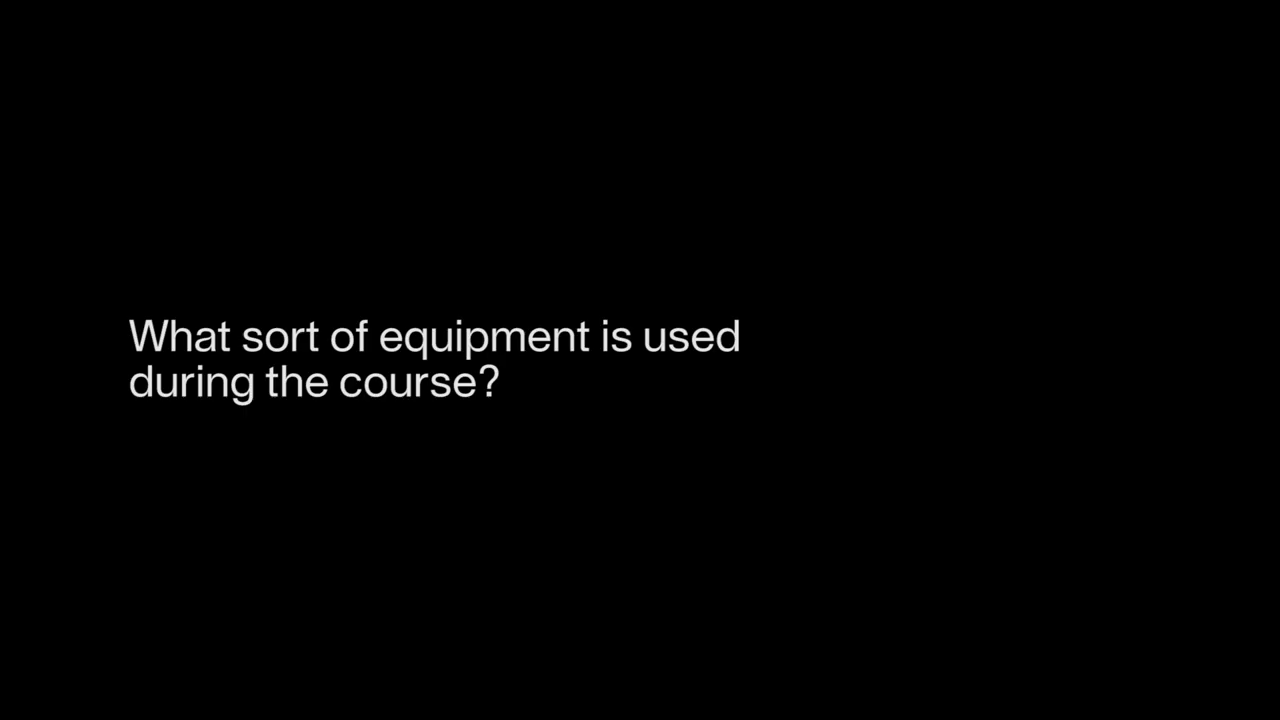 What sort of equipment is used
during the course?